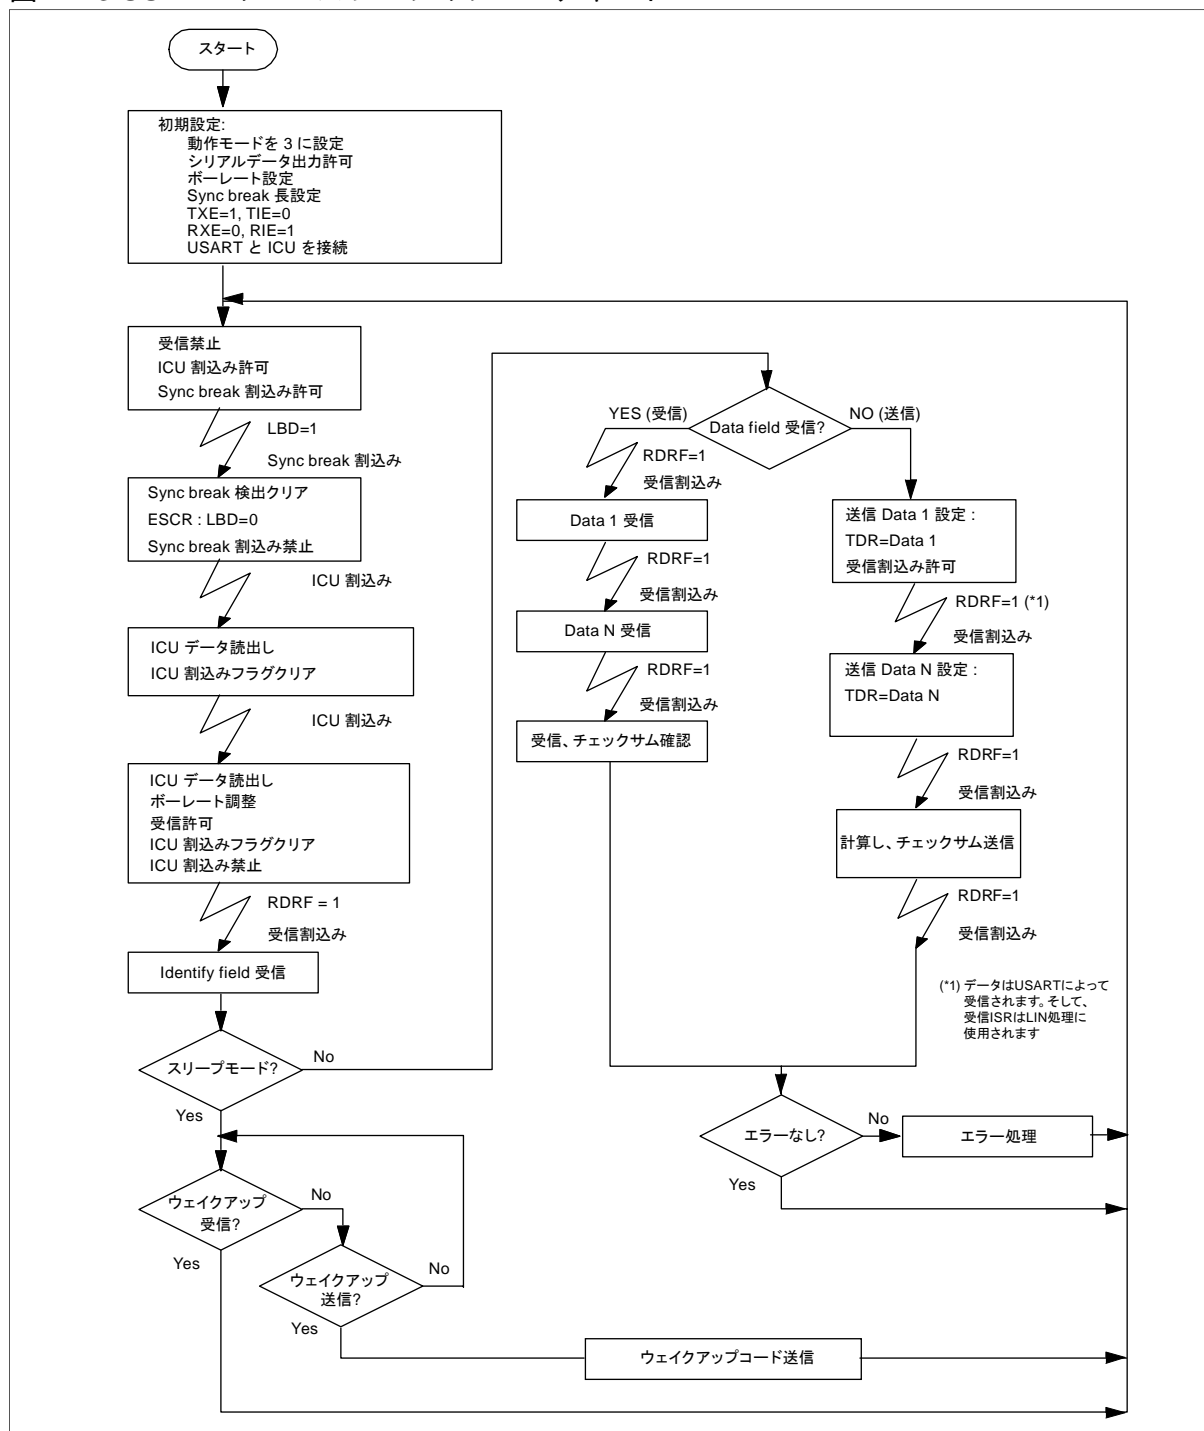 スタート
初期設定:
動作モードを 3 に設定
シリアルデータ出力許可
ボーレート設定
Sync break 長設定
TXE=1, TIE=0
RXE=0, RIE=1
USART と ICU を接続
受信禁止
ICU 割込み許可
Sync break 割込み許可
LBD=1
Sync break 割込み
Sync break 検出クリア
ESCR : LBD=0
Sync break 割込み禁止
ICU 割込み
ICU データ読出し
ICU 割込みフラグクリア
ICU 割込み
ICU データ読出し
ボーレート調整
受信許可
ICU 割込みフラグクリア
ICU 割込み禁止
RDRF = 1
受信割込み
Identify field 受信
スリープモード?
No
Yes
ウェイクアップ
受信?
No
Yes
ウェイクアップ
送信?
No
Yes
ウェイクアップコード送信
Data field 受信?
YES (受信)
NO (送信)
RDRF=1
受信割込み
Data 1 受信
RDRF=1
受信割込み
Data N 受信
RDRF=1
受信割込み
受信、チェックサム確認
送信 Data 1 設定 :
TDR=Data 1
受信割込み許可
RDRF=1 (*1)
受信割込み
送信 Data N 設定 :
TDR=Data N
RDRF=1
受信割込み
計算し、チェックサム送信
RDRF=1
受信割込み
(*1) データはUSARTによって
受信されます。そして、
受信ISRはLIN処理に
使用されます
エラーなし?
No
エラー処理
Yes